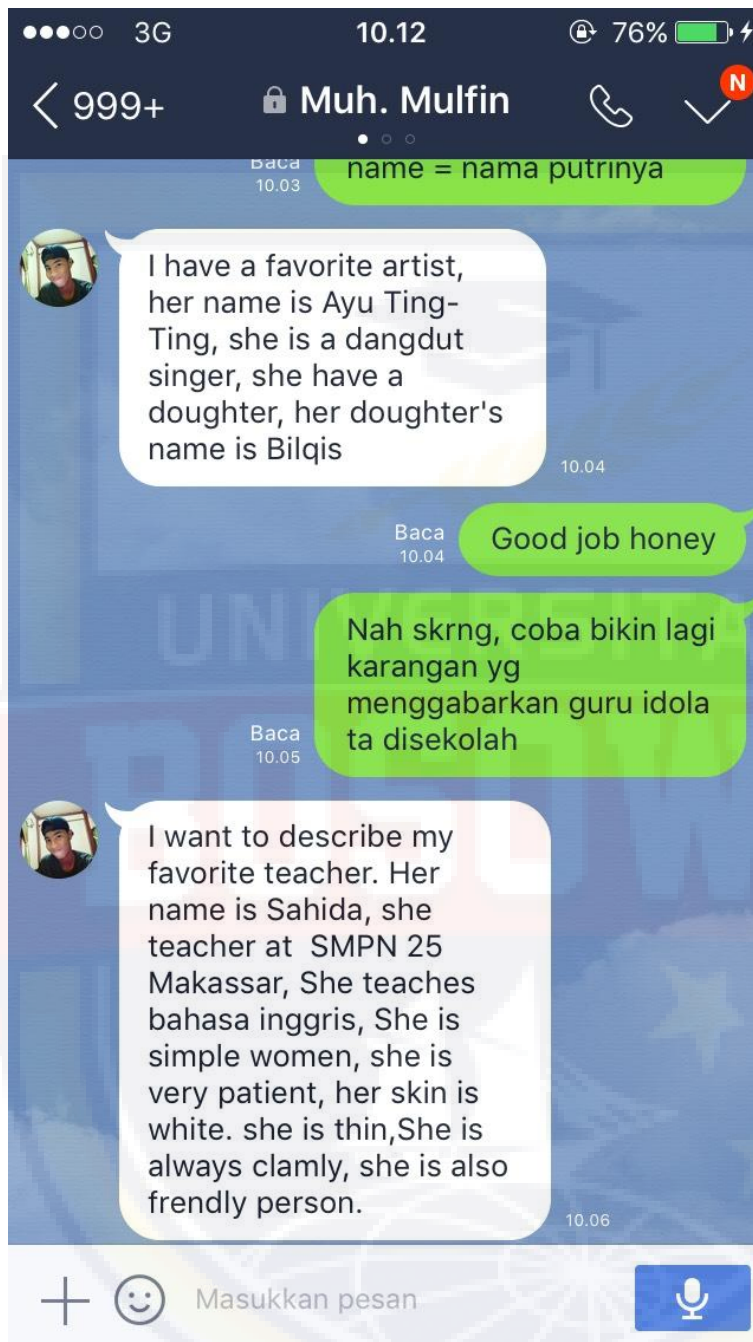 3G 10.12 76%
999+ Muh. Mulfin N
Baca name = nama putrinya
10.03
I have a favorite artist,
her name is Ayu Ting-
Ting, she is a dangdut
singer, she have a
doughter, her doughter's
name is Bilqis
10.04
Baca
10.04
Good job honey
Nah skrng, coba bikin lagi
karangan yg
menggabarkan guru idola
ta disekolah
Baca
10.05
I want to describe my
favorite teacher. Her
name is Sahida, she
teacher at SMPN 25
Makassar, She teaches
bahasa inggris, She is
simple women, she is
very patient, her skin is
white. she is thin,She is
always clamly, she is also
frendly person.
10.06
Masukkan pesan
UNIVERSITA
BOSOW